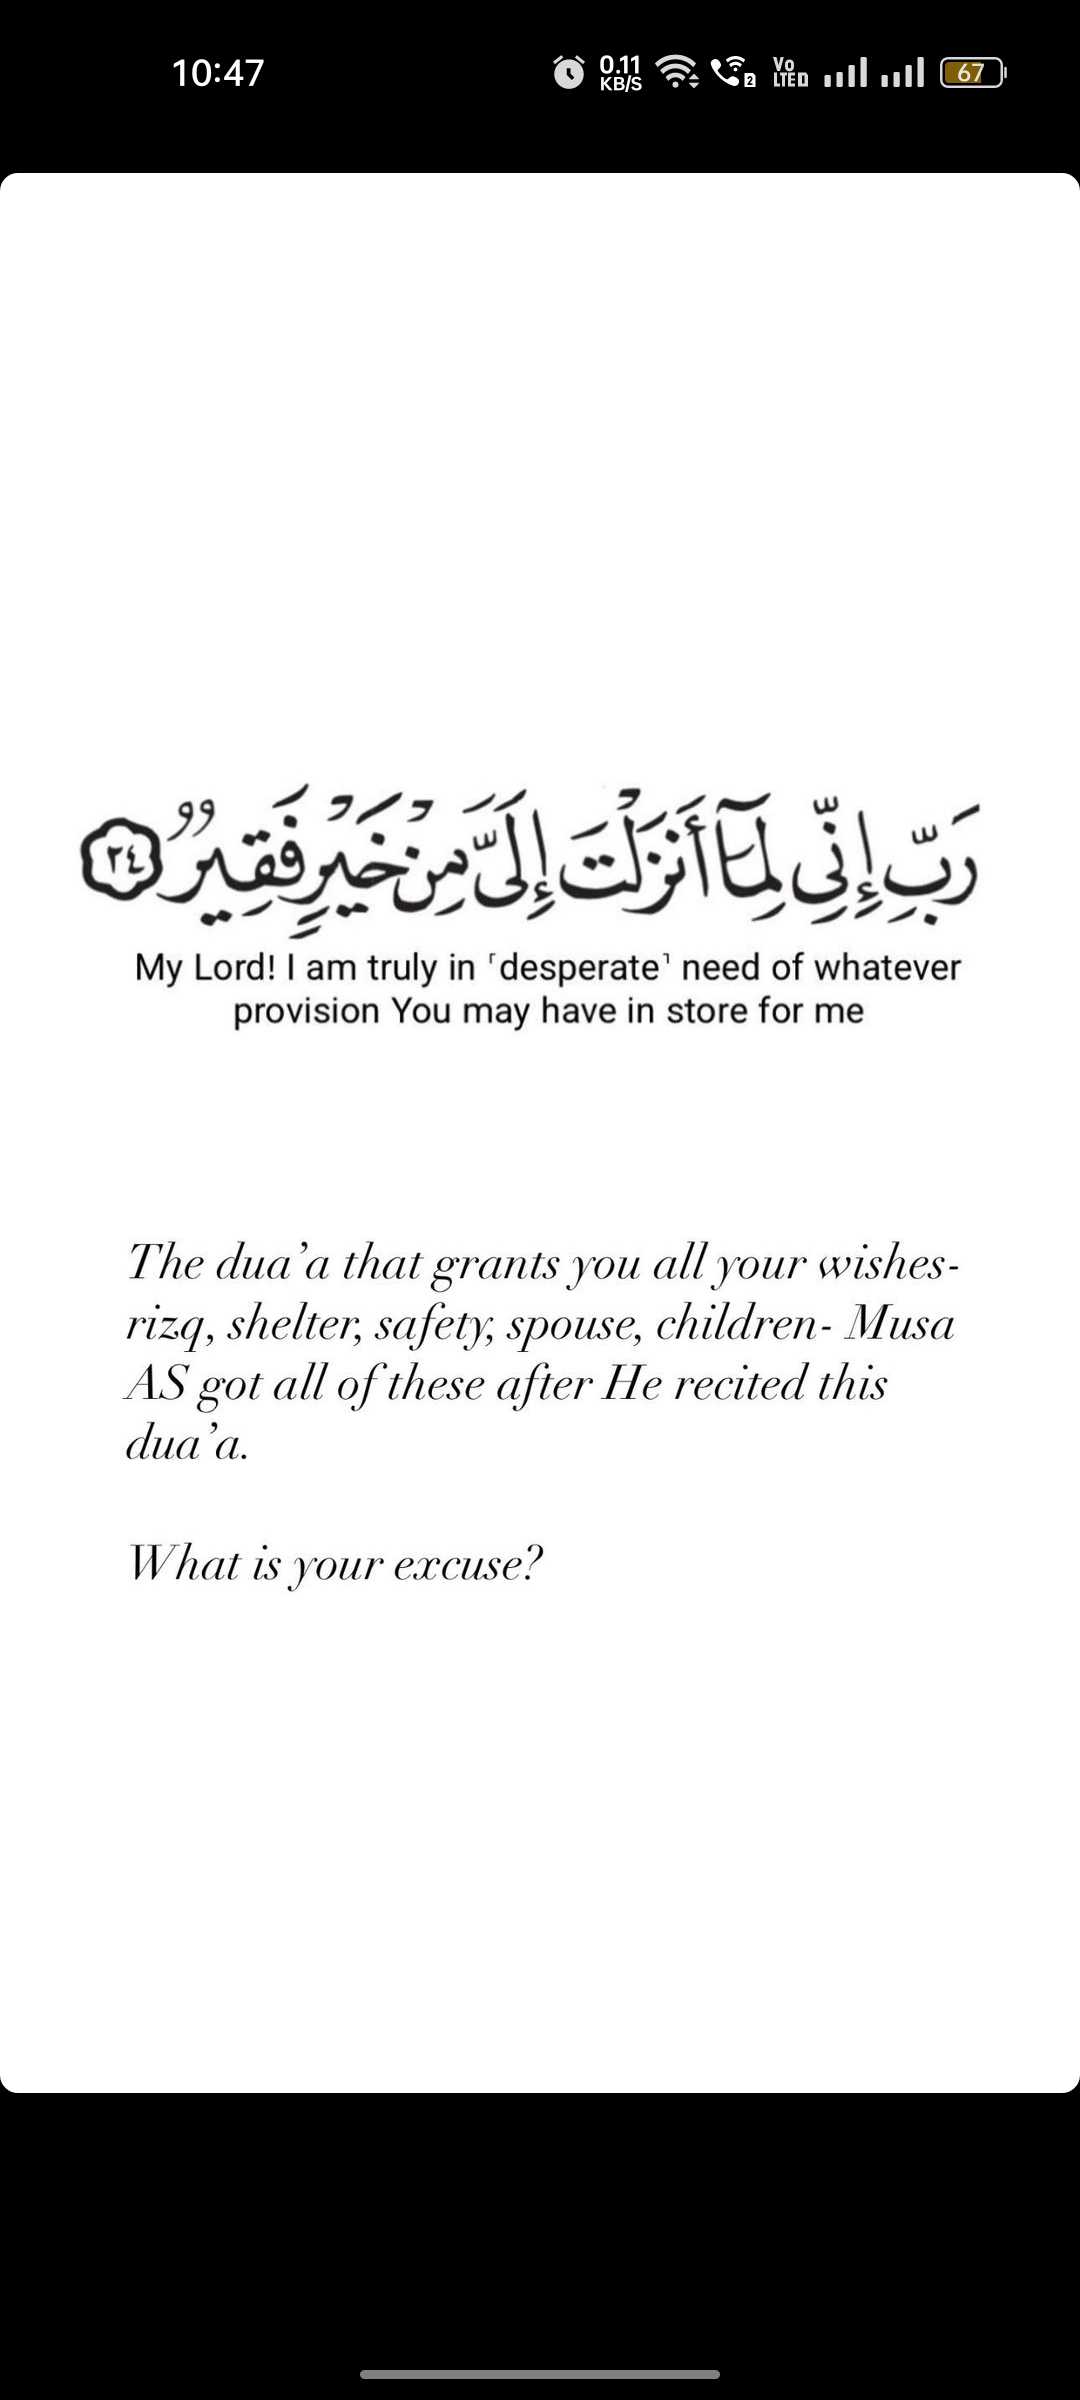 10:47
0.11
KB/S
2
Vo
LTE
67
رَبِّ إِنِّي لِمَآ أَنزَلْتَ إِلَىَّ مِنْ خَيْرٍ فَقِيرٌ ٢٤
My Lord! I am truly in ˹desperate˺ need of whatever
provision You may have in store for me
The dua’a that grants you all your wishes-
rizq, shelter, safety, spouse, children- Musa
AS got all of these after He recited this
dua’a.
What is your excuse?